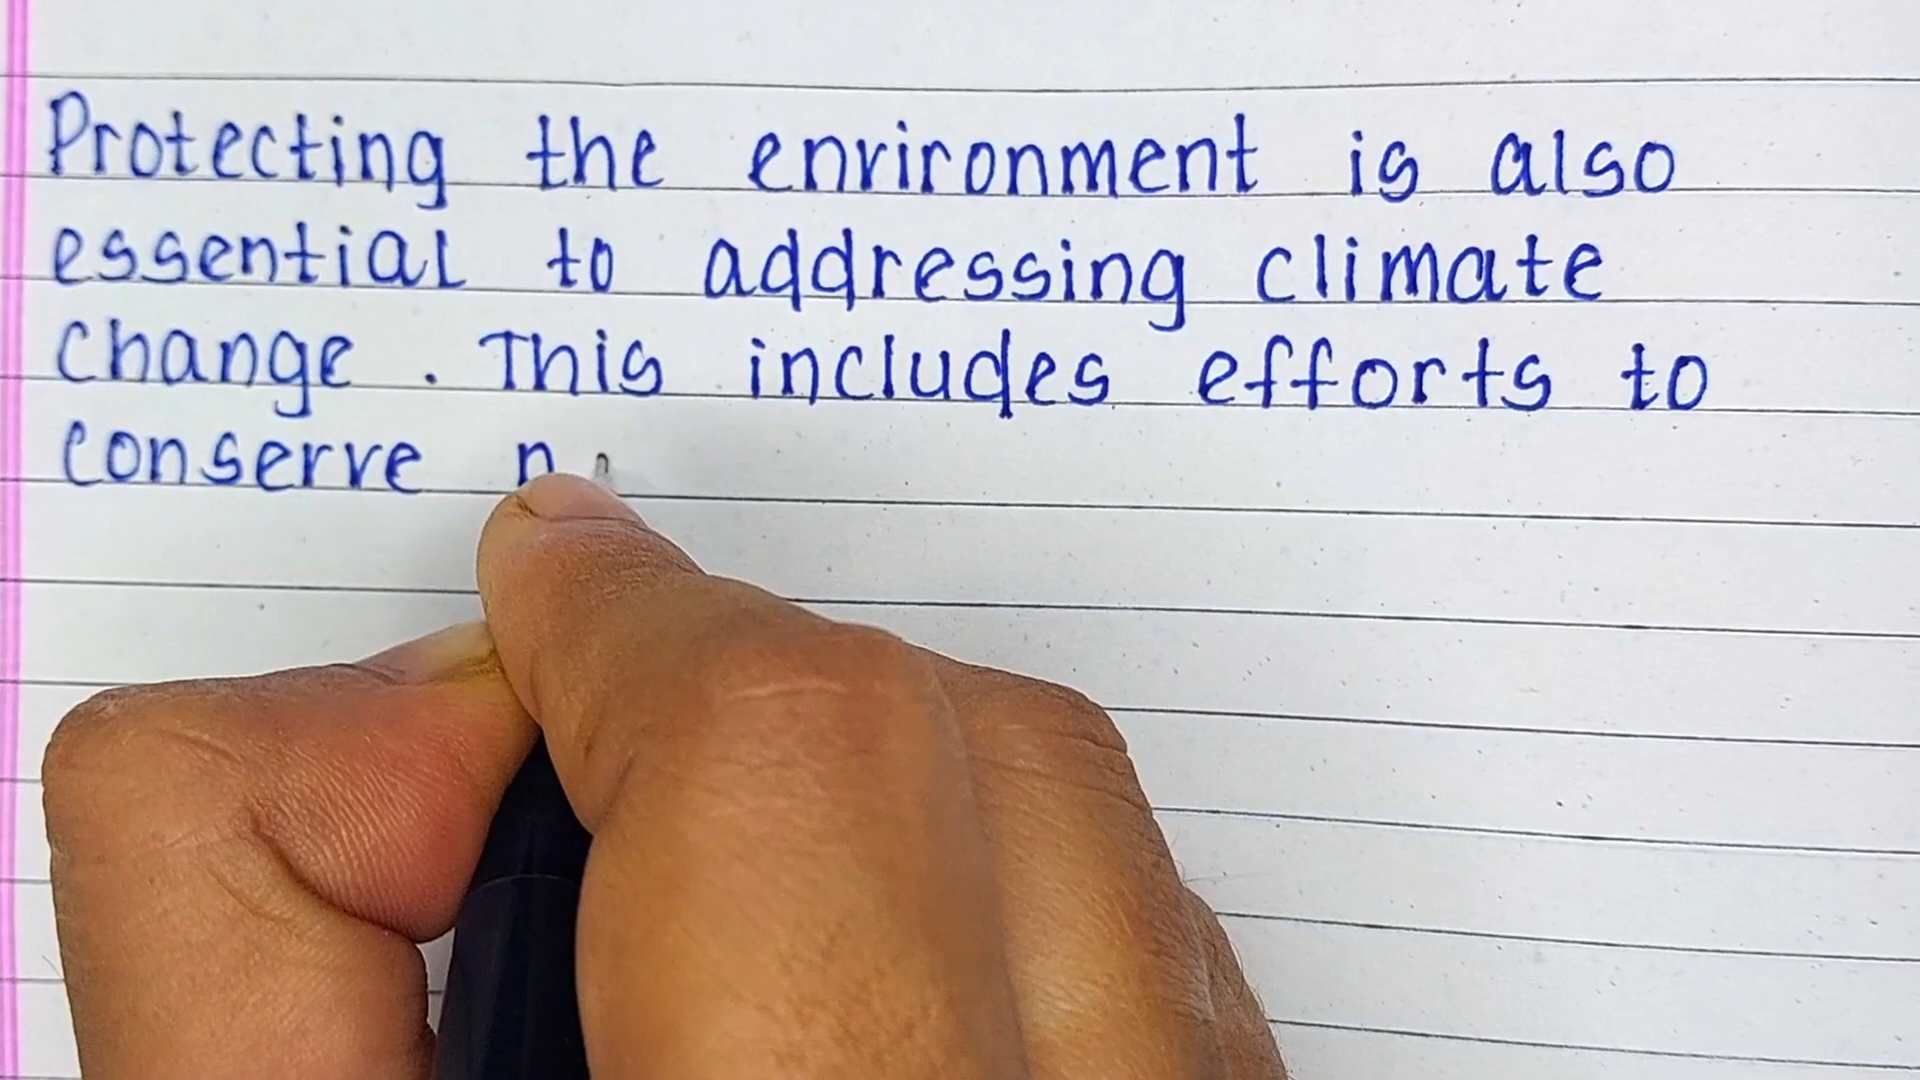 Protecting the environment is also
essential to addressing climate
change. This includes efforts to
conserve